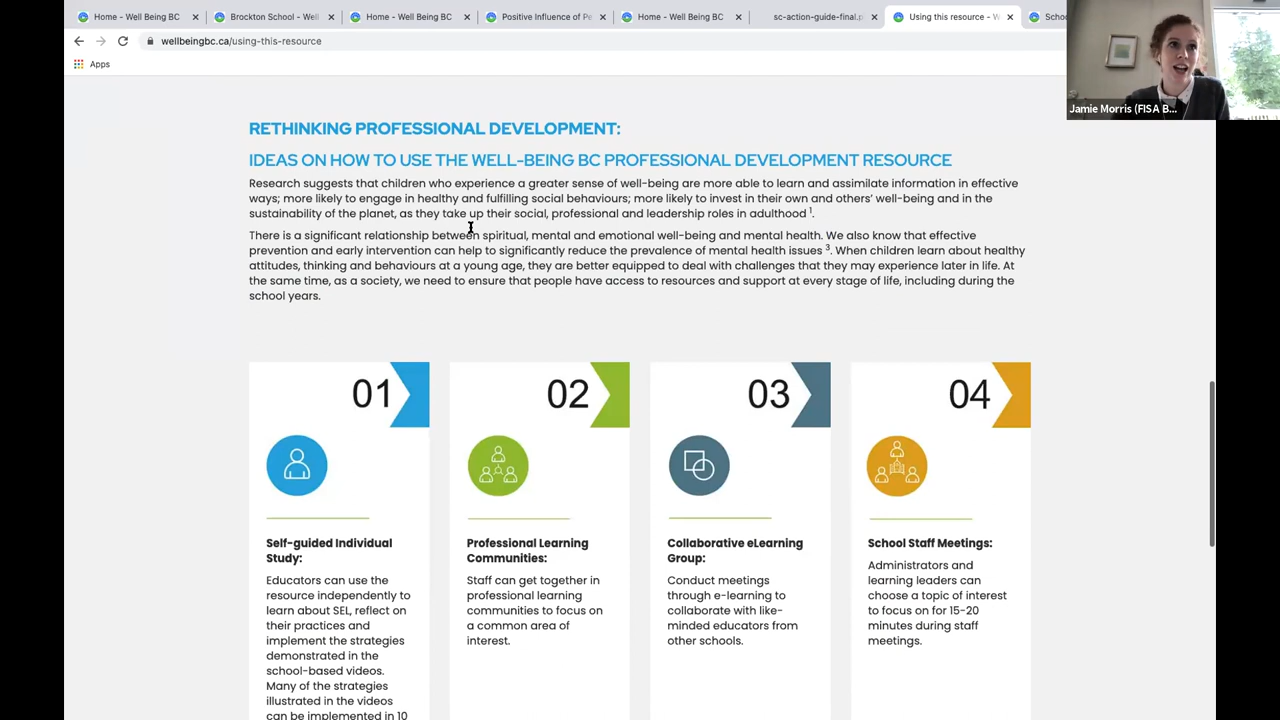 Home - Well Being BC
Brockton School - Well
Home - Well Being BC
Positive Influence of Pe
Home - Well Being BC
sc-action-guide-final.p
Using this resource - W
Schoo
wellbeingbc.ca/using-this-resource
Apps
Jamie Morris (FISA B...
RETHINKING PROFESSIONAL DEVELOPMENT:
IDEAS ON HOW TO USE THE WELL-BEING BC PROFESSIONAL DEVELOPMENT RESOURCE
Research suggests that children who experience a greater sense of well-being are more able to learn and assimilate information in effective
ways; more likely to engage in healthy and fulfilling social behaviours; more likely to invest in their own and others' well-being and in the
sustainability of the planet, as they take up their social, professional and leadership roles in adulthood 1.
There is a significant relationship between spiritual, mental and emotional well-being and mental health. We also know that effective
prevention and early intervention can help to significantly reduce the prevalence of mental health issues 3. When children learn about healthy
attitudes, thinking and behaviours at a young age, they are better equipped to deal with challenges that they may experience later in life. At
the same time, as a society, we need to ensure that people have access to resources and support at every stage of life, including during the
school years.
01
Self-guided Individual
Study:
Educators can use the
resource independently to
learn about SEL, reflect on
their practices and
implement the strategies
demonstrated in the
school-based videos.
Many of the strategies
illustrated in the videos
can be implemented in 10
02
Professional Learning
Communities:
Staff can get together in
professional learning
communities to focus on
a common area of
interest.
03
Collaborative eLearning
Group:
Conduct meetings
through e-learning to
collaborate with like-
minded educators from
other schools.
04
School Staff Meetings:
Administrators and
learning leaders can
choose a topic of interest
to focus on for 15-20
minutes during staff
meetings.